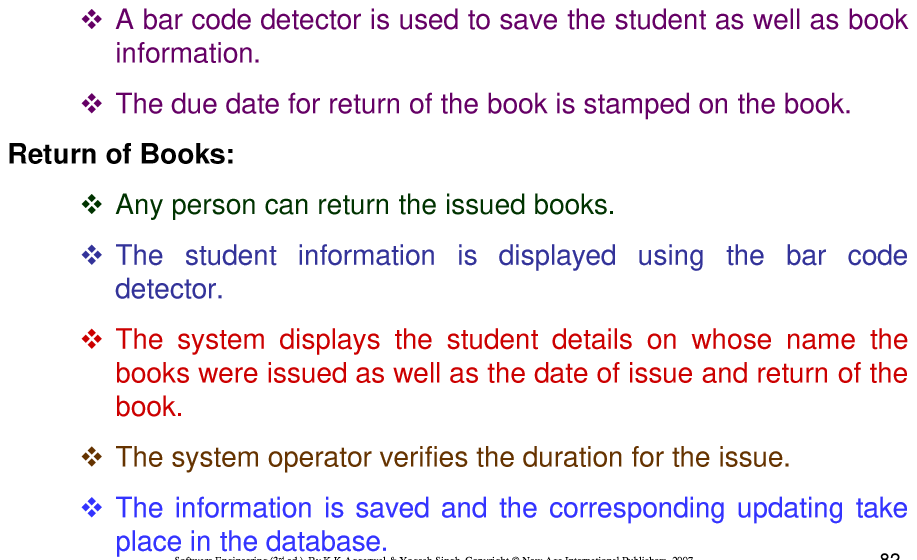 ❖ A bar code detector is used to save the student as well as book
information.
❖ The due date for return of the book is stamped on the book.
Return of Books:
❖ Any person can return the issued books.
❖ The student information is displayed using the bar code
detector.
❖ The system displays the student details on whose name the
books were issued as well as the date of issue and return of the
book.
❖ The system operator verifies the duration for the issue.
❖ The information is saved and the corresponding updating take
place in the database.
Software Engineering (3rd ed.), By K.K Aggarwal & Yogesh Singh, Copyright © New Age International Publishers, 2007
82